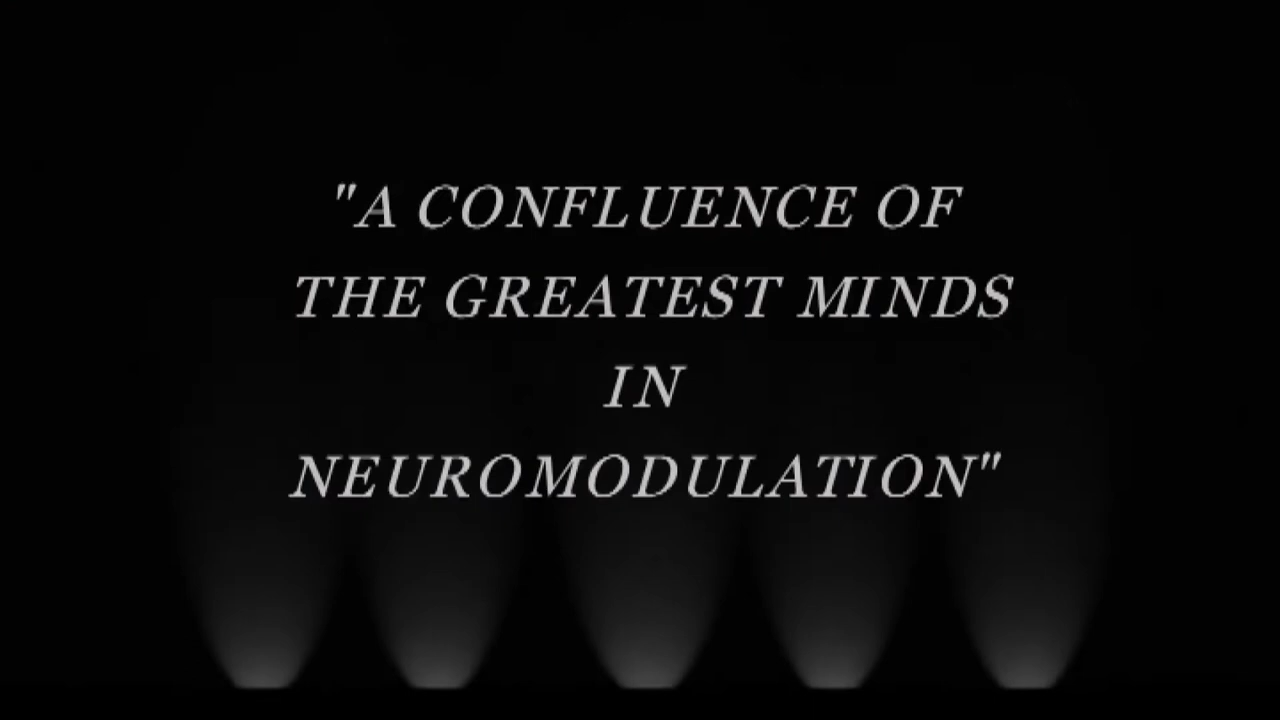 "A CONFLUENCE OF
THE GREATEST MINDS
IN
NEUROMODULATION"